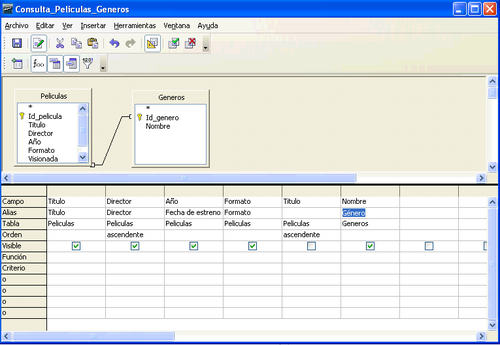 Consulta_Peliculas_Generos
Archivo Editar Ver Insertar Herramientas Ventana Ayuda
f(x)
Peliculas
*
Id_pelicula
Titulo
Director
Año
Formato
Visionada
Generos
*
Id_genero
Nombre
Campo Titulo Director Año Formato Titulo Nombre
Alias Titulo Director Fecha de estreno Formato Género
Tabla Peliculas Peliculas Peliculas Peliculas Peliculas Generos
Orden ascendente ascendente
Visible
Función
Criterio
o
o
o
o